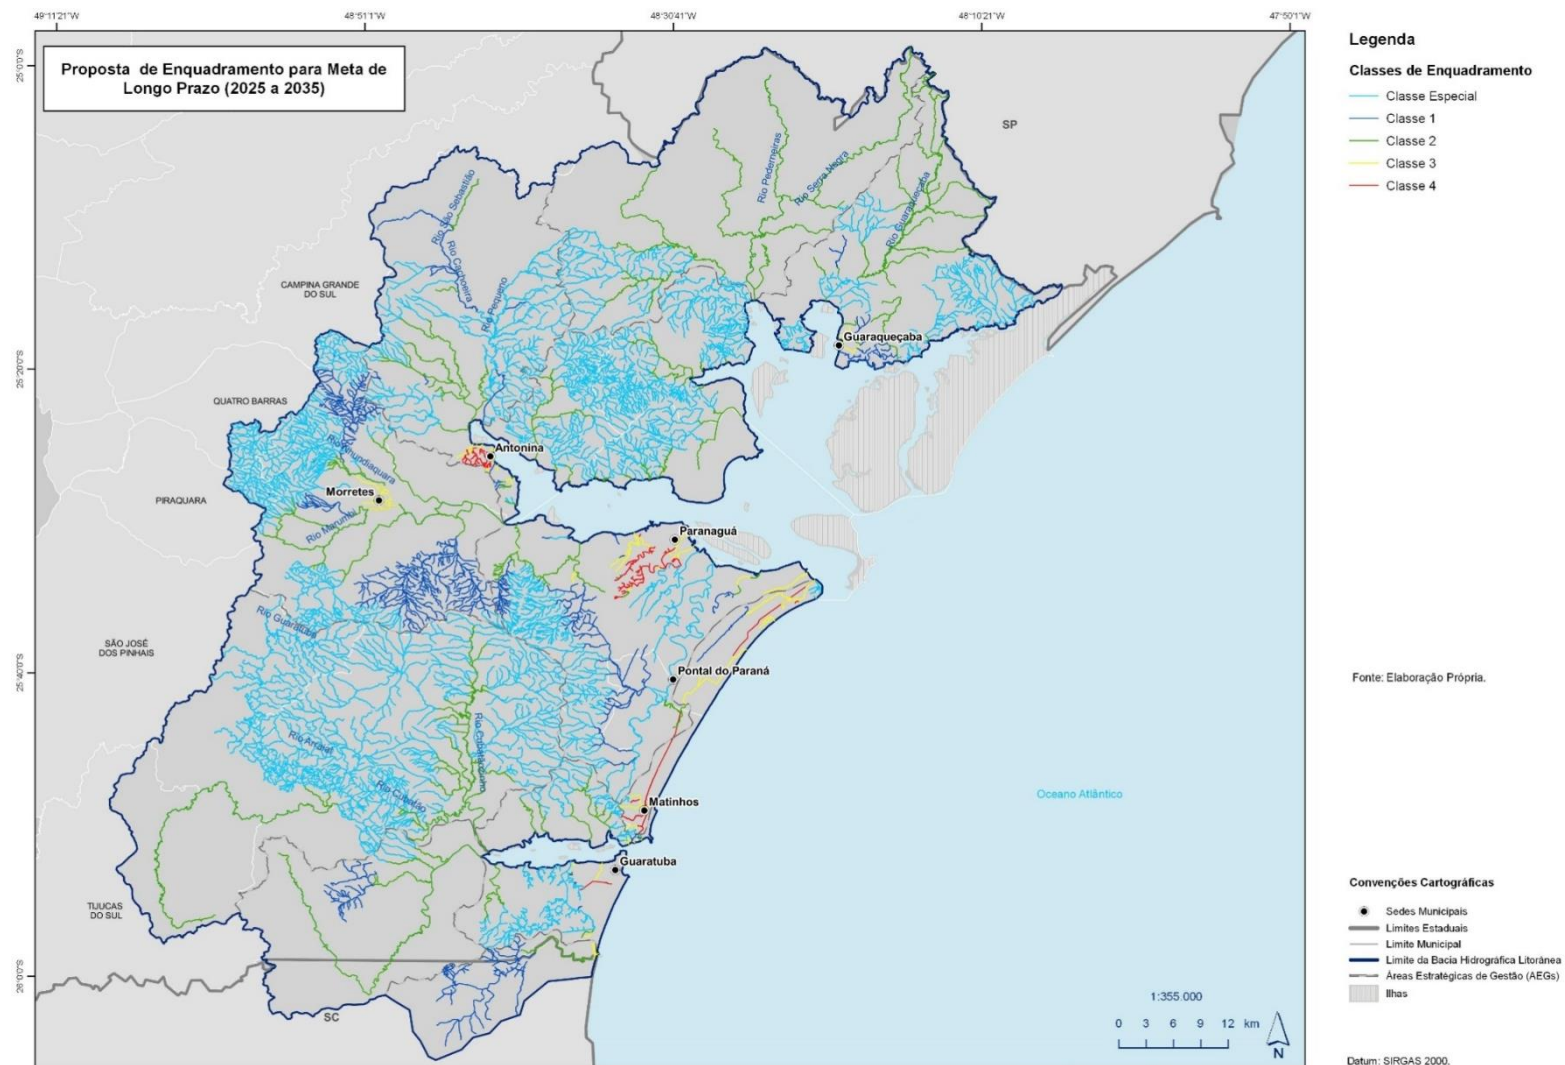 49°11'21"W
48°51'1"W
48°30'41"W
48°10'21"W
47°50'1"W
25°0'0"S
25°20'0"S
25°40'0"S
26°0'0"S
Proposta de Enquadramento para Meta de
Longo Prazo (2025 a 2035)
SP
Rio Pederneiras
Rio Serra Negra
Rio Guaraqueçaba
Rio São Sebastião
Rio Cachoeira
Rio Pequeno
CAMPINA GRANDE
DO SUL
Guaraqueçaba
QUATRO BARRAS
Rio Nhundiaquara
Antonina
PIRAQUARA
Morretes
Rio Marumbi
Paranaguá
Rio Guaratuba
SÃO JOSÉ
DOS PINHAIS
Pontal do Paraná
Rio Arraial
Rio Cubatãozinho
Rio Cubatão
Matinhos
Oceano Atlântico
Guaratuba
TIJUCAS
DO SUL
SC
1:355.000
0 3 6 9 12 km
N
Legenda
Classes de Enquadramento
Classe Especial
Classe 1
Classe 2
Classe 3
Classe 4
Fonte: Elaboração Própria.
Convenções Cartográficas
Sedes Municipais
Limites Estaduais
Limite Municipal
Limite da Bacia Hidrográfica Litorânea
Áreas Estratégicas de Gestão (AEGs)
Ilhas
Datum: SIRGAS 2000.